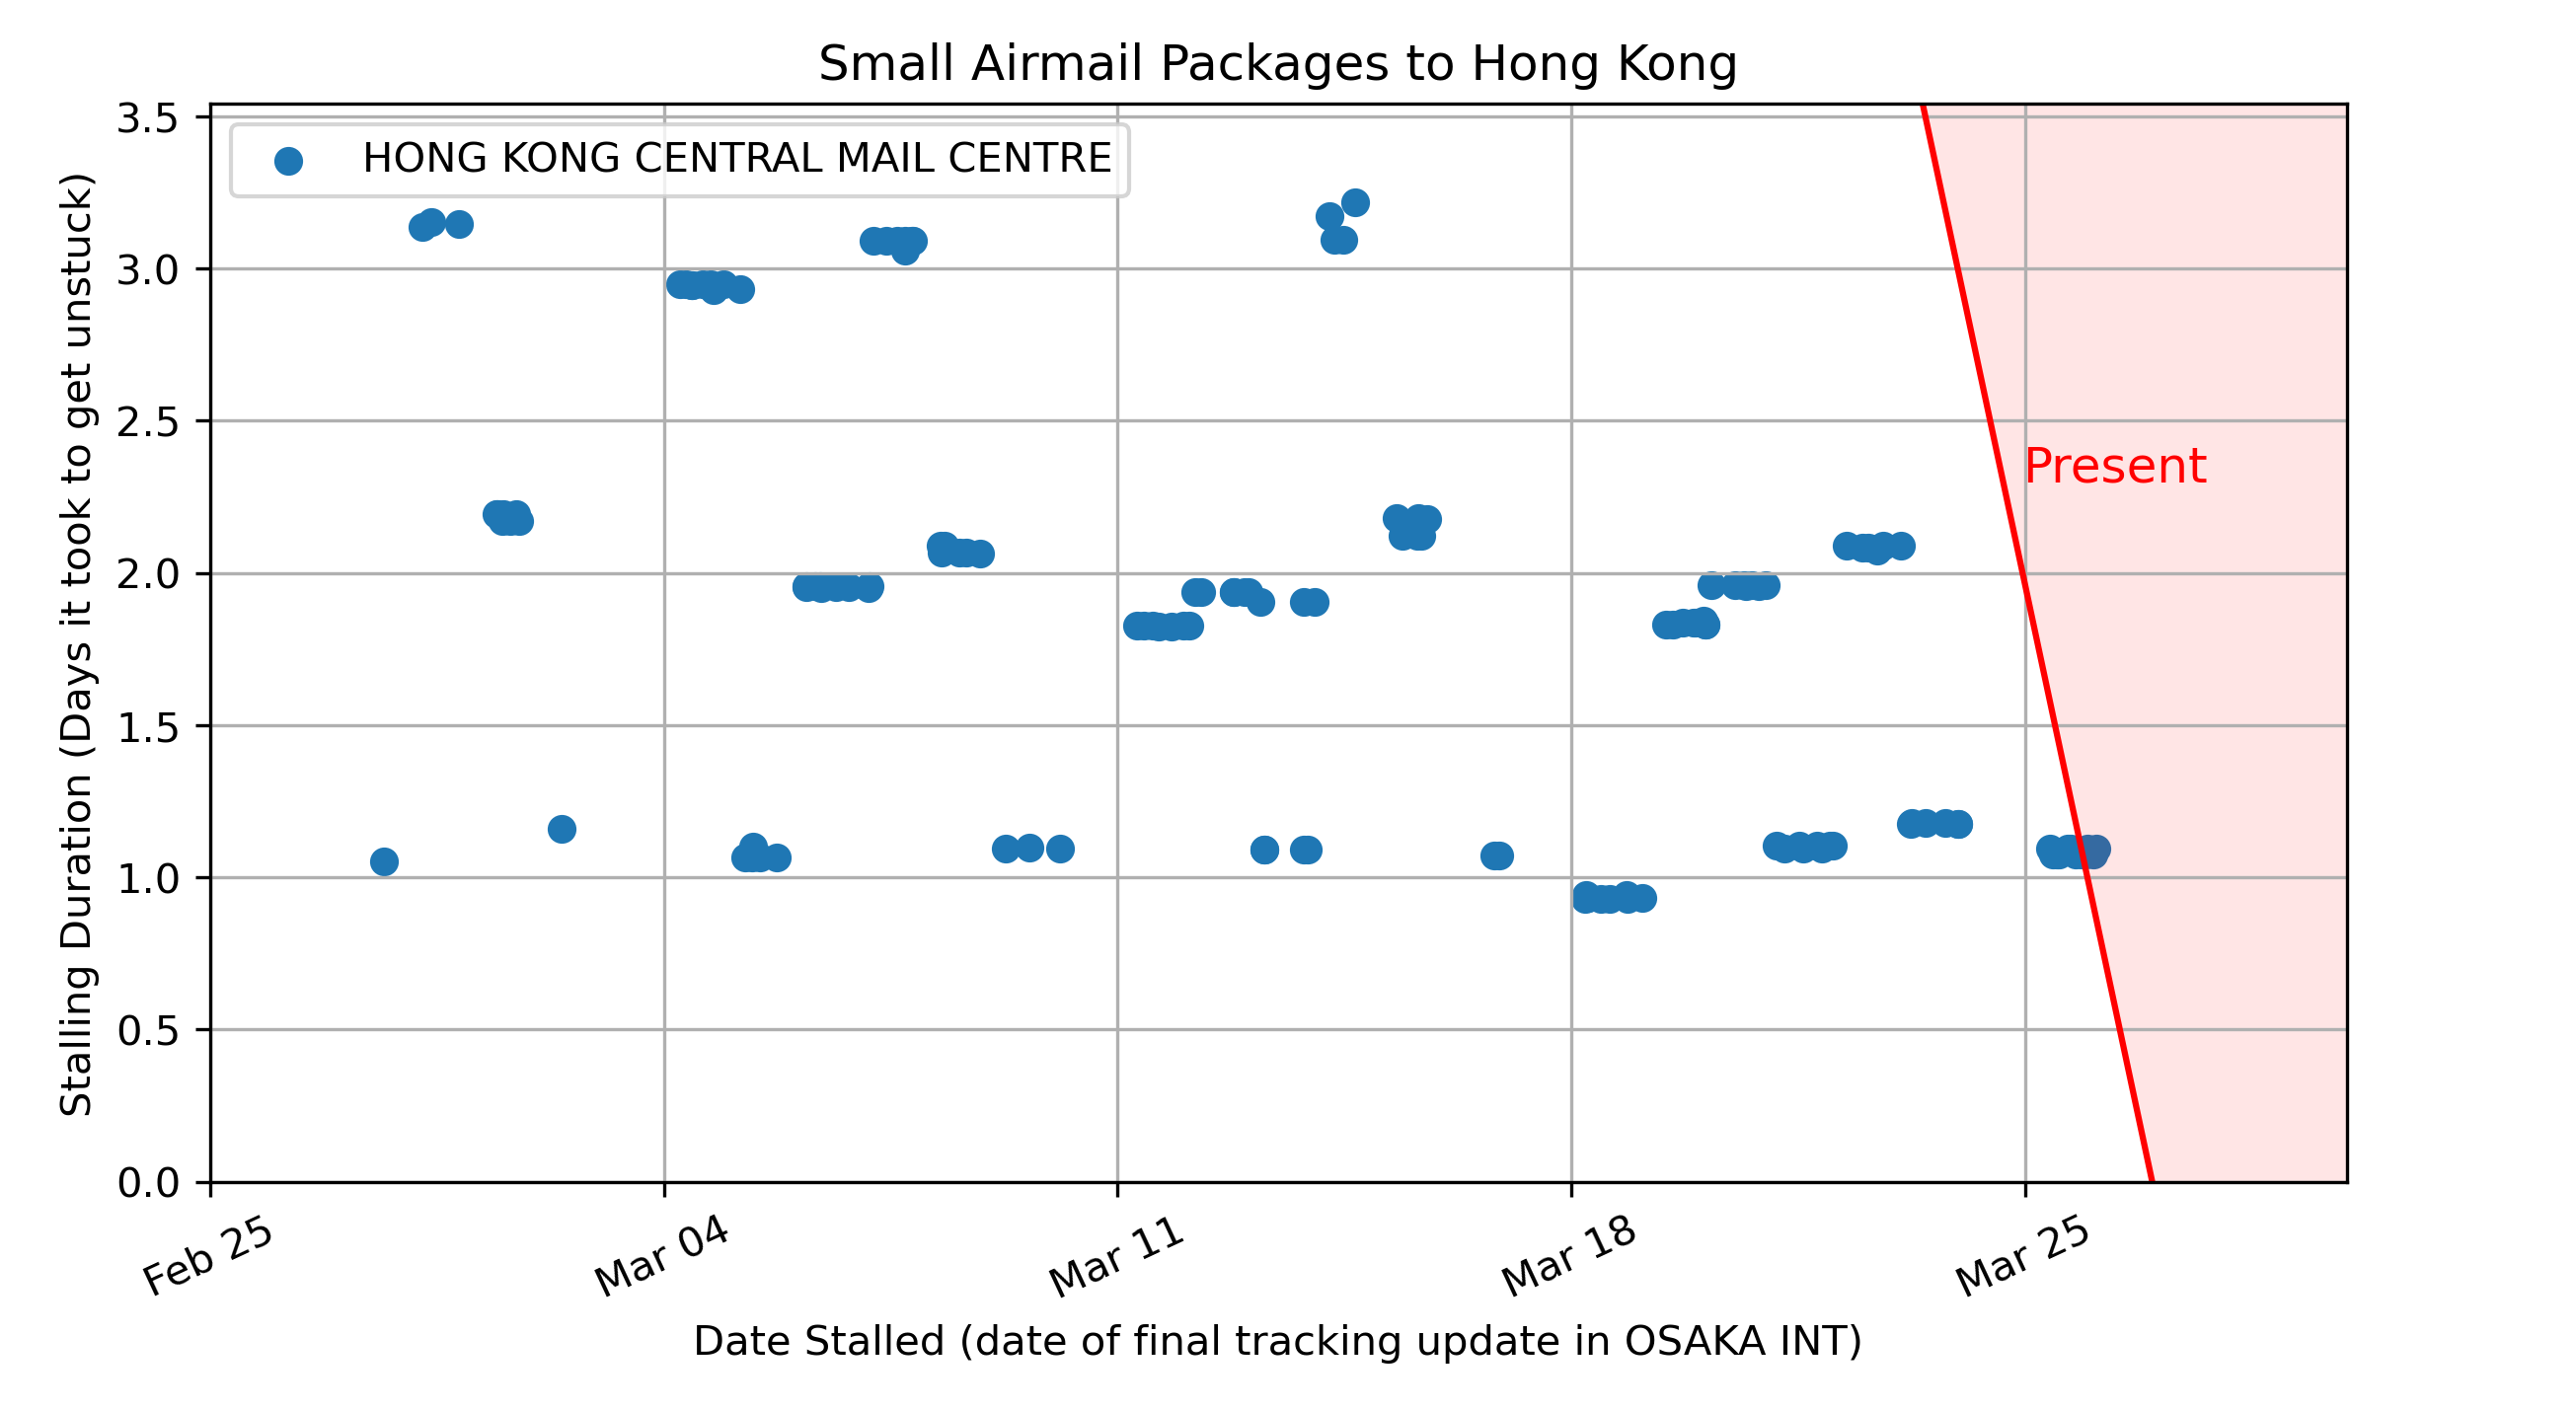 Small Airmail Packages to Hong Kong
HONG KONG CENTRAL MAIL CENTRE
Stalling Duration (Days it took to get unstuck)
3.5
3.0
2.5
2.0
1.5
1.0
0.5
0.0
Present
Feb 25
Mar 04
Mar 11
Mar 18
Mar 25
Date Stalled (date of final tracking update in OSAKA INT)